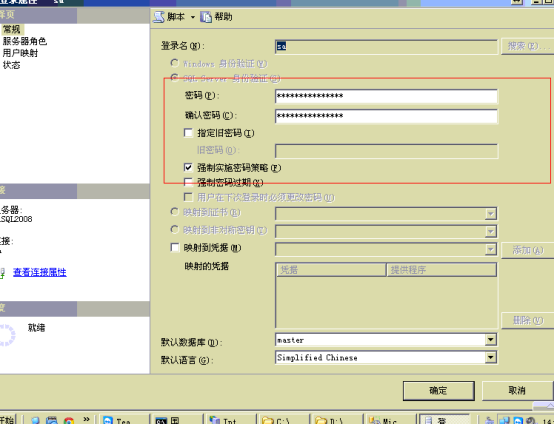 登录属性 - sa
择页
常规
服务器角色
用户映射
状态
脚本
帮助
登录名(N):
sa
搜索(E)...
Windows 身份验证(W)
SQL Server 身份验证(S)
密码(P):
***************
确认密码(C):
***************
指定旧密码(I)
旧密码(O):
强制实施密码策略(F)
强制密码过期(X)
用户在下次登录时必须更改密码(U)
映射到证书(R)
映射到非对称密钥(T)
映射到凭据(M)
添加(A)
映射的凭据
凭据
提供程序
删除(V)
默认数据库(D):
master
默认语言(G):
Simplified Chinese
接
务器:
SQL2008
接:
查看连接属性
度
就绪
确定
取消
开始
»
Tea
国
Int
C:\
D:\
Mic
登
14: